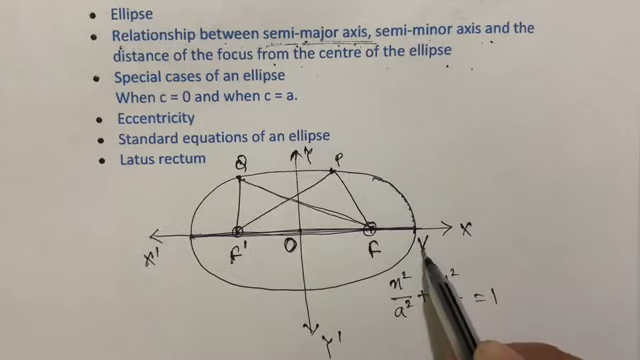 • Ellipse
• Relationship between semi-major axis, semi-minor axis and the
distance of the focus from the centre of the ellipse
• Special cases of an ellipse
When c = 0 and when c = a.
• Eccentricity
• Standard equations of an ellipse
• Latus rectum
Y
Q P
X' F' O F V X
x²/a² + ² = 1
Y'